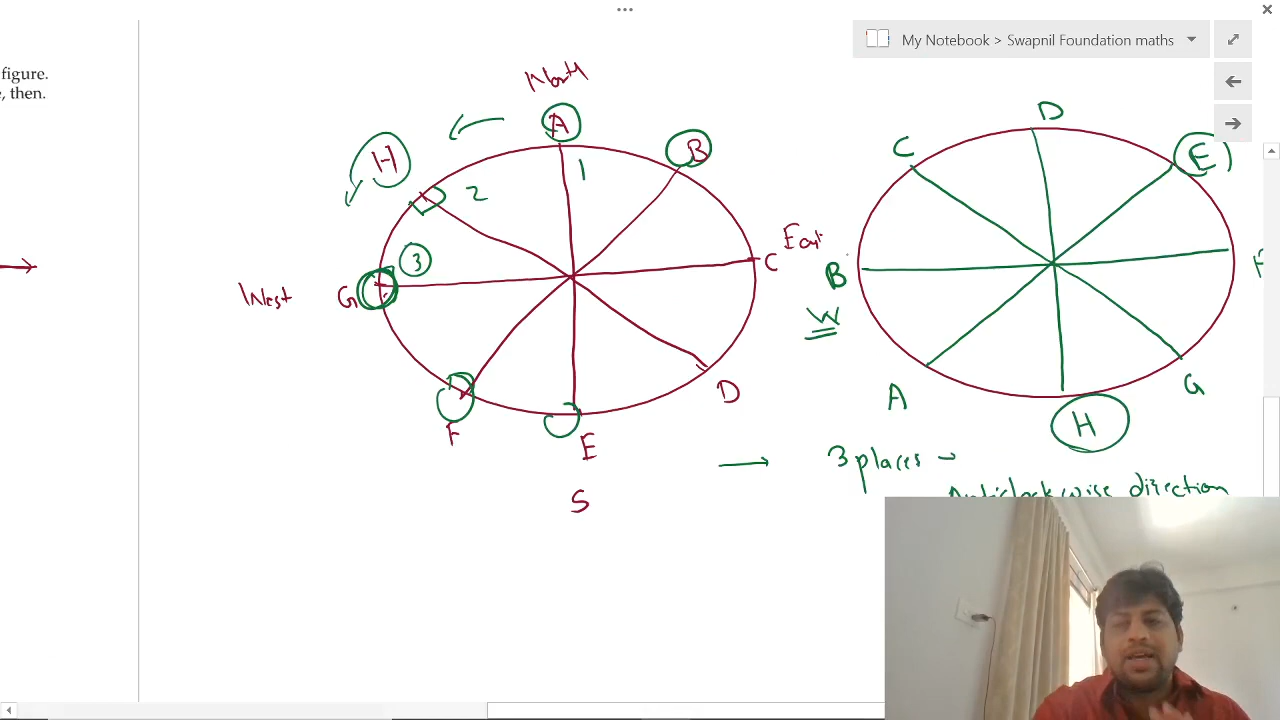 figure.
, then.
My Notebook > Swapnil Foundation maths
North
A
B
H
1
2
3
East
C
West
G
F
E
D
S
D
C
E
B
W
A
G
H
3 places
Anticlockwise direction